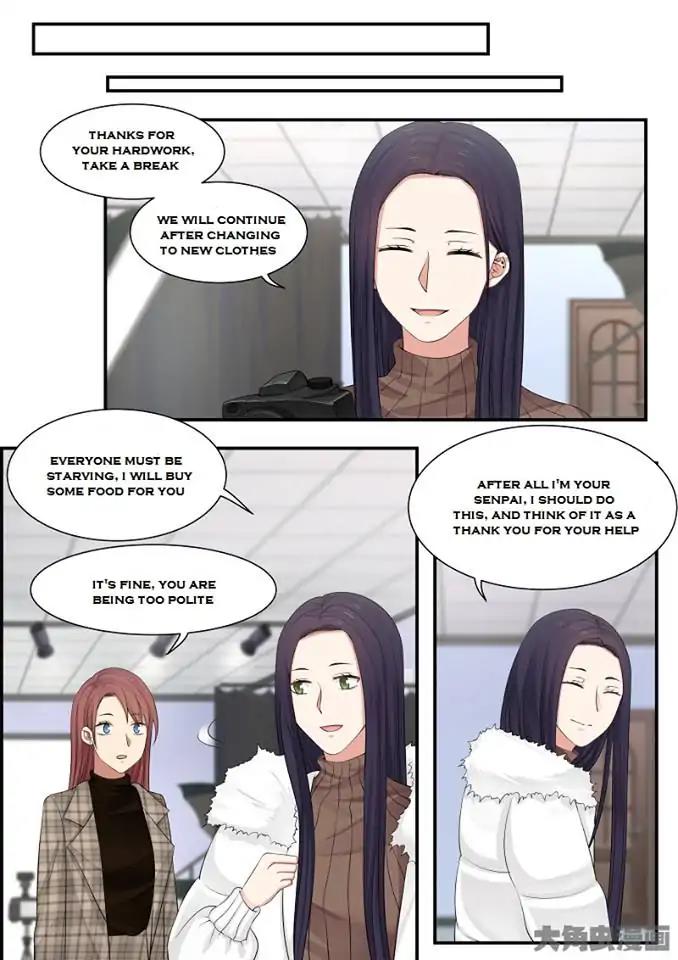 THANKS FOR
YOUR HARDWORK,
TAKE A BREAK
WE WILL CONTINUE
AFTER CHANGING
TO NEW CLOTHES
EVERYONE MUST BE
STARVING, I WILL BUY
SOME FOOD FOR YOU
IT'S FINE, YOU ARE
BEING TOO POLITE
AFTER ALL I'M YOUR
SENPAI, I SHOULD DO
THIS, AND THINK OF IT AS A
THANK YOU FOR YOUR HELP
大角虫漫画